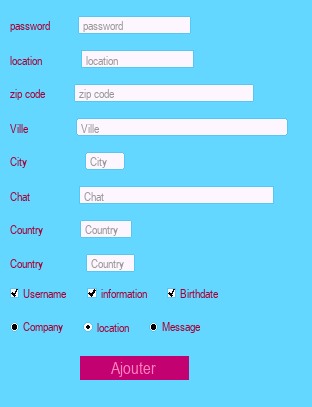 password password
location location
zip code zip code
Ville Ville
City City
Chat Chat
Country Country
Country Country
Username information Birthdate
Company location Message
Ajouter